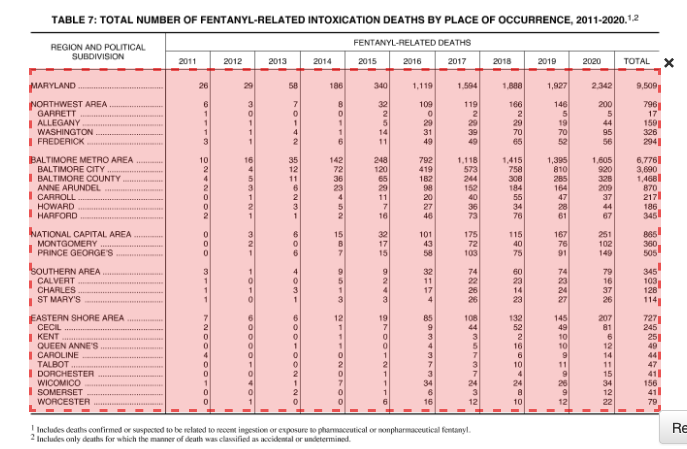 TABLE 7: TOTAL NUMBER OF FENTANYL-RELATED INTOXICATION DEATHS BY PLACE OF OCCURRENCE, 2011-2020.1,2
REGION AND POLITICAL SUBDIVISION
FENTANYL-RELATED DEATHS
2011 2012 2013 2014 2015 2016 2017 2018 2019 2020 TOTAL
MARYLAND 26 29 58 186 340 1,119 1,594 1,888 1,927 2,342 9,509
NORTHWEST AREA 6 3 7 8 32 109 119 166 146 200 796
GARRETT 1 0 0 0 2 0 2 2 5 5 17
ALLEGANY 1 1 1 1 5 29 29 29 19 44 159
WASHINGTON 1 1 4 1 14 31 39 70 70 95 326
FREDERICK 3 1 2 6 11 49 49 65 52 56 294
BALTIMORE METRO AREA 10 16 35 142 248 792 1,118 1,415 1,395 1,605 6,776
BALTIMORE CITY 2 4 12 72 120 419 573 758 810 920 3,690
BALTIMORE COUNTY 4 5 11 36 65 182 244 308 285 328 1,468
ANNE ARUNDEL 2 3 6 23 29 98 152 184 164 209 870
CARROLL 0 1 2 4 11 20 40 55 47 37 217
HOWARD 0 2 3 5 7 27 36 34 28 44 186
HARFORD 2 1 1 2 16 46 73 76 61 67 345
NATIONAL CAPITAL AREA 0 3 6 15 32 101 175 115 167 251 865
MONTGOMERY 0 2 0 8 17 43 72 40 76 102 360
PRINCE GEORGE'S 0 1 6 7 15 58 103 75 91 149 505
SOUTHERN AREA 3 1 4 9 9 32 74 60 74 79 345
CALVERT 1 0 0 5 2 11 22 23 23 16 103
CHARLES 1 1 3 1 4 17 26 14 24 37 128
ST MARY'S 1 0 1 3 3 4 26 23 27 26 114
EASTERN SHORE AREA 7 6 6 12 19 85 108 132 145 207 727
CECIL 2 0 0 1 7 9 44 52 49 81 245
KENT 0 0 0 1 0 3 3 2 10 6 25
QUEEN ANNE'S 0 0 1 1 0 4 5 16 10 12 49
CAROLINE 4 0 0 0 1 3 7 6 9 14 44
TALBOT 0 1 0 2 2 7 3 10 11 11 47
DORCHESTER 0 0 2 0 1 3 7 4 9 15 41
WICOMICO 1 4 1 7 1 34 24 24 26 34 156
SOMERSET 0 0 2 0 1 6 3 8 9 12 41
WORCESTER 0 1 0 0 6 16 12 10 12 22 79
1 Includes deaths confirmed or suspected to be related to recent ingestion or exposure to pharmaceutical or nonpharmaceutical fentanyl.
2 Includes only deaths for which the manner of death was classified as accidental or undetermined.
Re